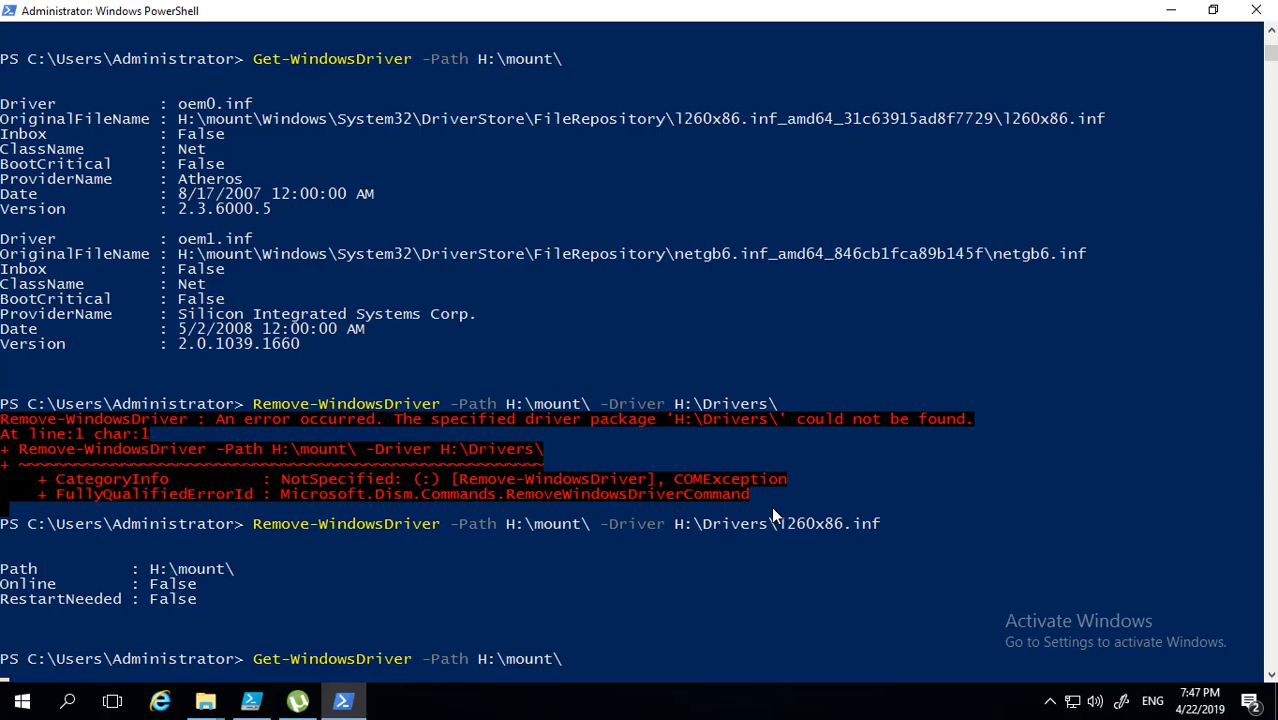 Administrator: Windows PowerShell
PS C:\Users\Administrator> Get-WindowsDriver -Path H:\mount\
Driver           : oem0.inf
OriginalFileName : H:\mount\Windows\System32\DriverStore\FileRepository\l260x86.inf_amd64_31c63915ad8f7729\l260x86.inf
Inbox            : False
ClassName        : Net
BootCritical     : False
ProviderName     : Atheros
Date             : 8/17/2007 12:00:00 AM
Version          : 2.3.6000.5
Driver           : oem1.inf
OriginalFileName : H:\mount\Windows\System32\DriverStore\FileRepository\netgb6.inf_amd64_846cb1fca89b145f\netgb6.inf
Inbox            : False
ClassName        : Net
BootCritical     : False
ProviderName     : Silicon Integrated Systems Corp.
Date             : 5/2/2008 12:00:00 AM
Version          : 2.0.1039.1660
PS C:\Users\Administrator> Remove-WindowsDriver -Path H:\mount\ -Driver H:\Drivers\
Remove-WindowsDriver : An error occurred. The specified driver package 'H:\Drivers\' could not be found.
At line:1 char:1
+ Remove-WindowsDriver -Path H:\mount\ -Driver H:\Drivers\
+ ~~~~~~~~~~~~~~~~~~~~~~~~~~~~~~~~~~~~~~~~~~~~~~~~~~~~~~~~
    + CategoryInfo          : NotSpecified: (:) [Remove-WindowsDriver], COMException
    + FullyQualifiedErrorId : Microsoft.Dism.Commands.RemoveWindowsDriverCommand
PS C:\Users\Administrator> Remove-WindowsDriver -Path H:\mount\ -Driver H:\Drivers\l260x86.inf
Path          : H:\mount\
Online        : False
RestartNeeded : False
Activate Windows
Go to Settings to activate Windows.
PS C:\Users\Administrator> Get-WindowsDriver -Path H:\mount\
ENG
7:47 PM
4/22/2019
2